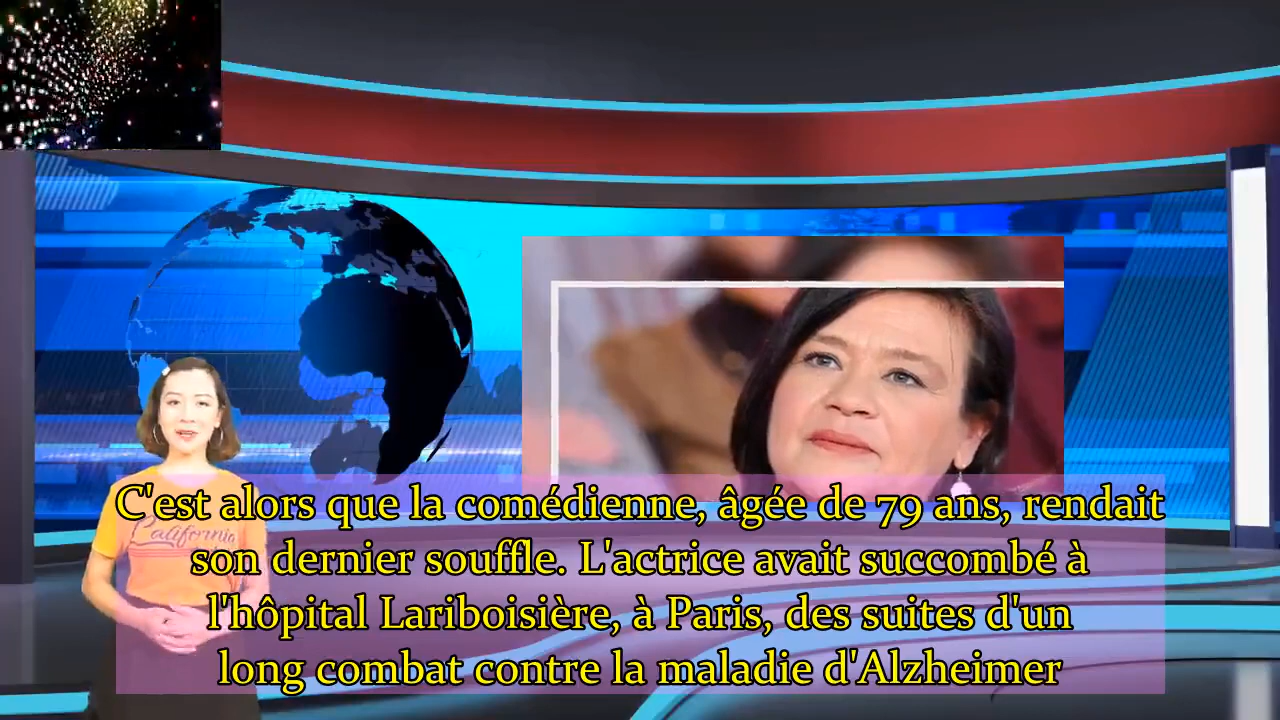 California
C'est alors que la comédienne, âgée de 79 ans, rendait
son dernier souffle. L'actrice avait succombé à
l'hôpital Lariboisière, à Paris, des suites d'un
long combat contre la maladie d'Alzheimer